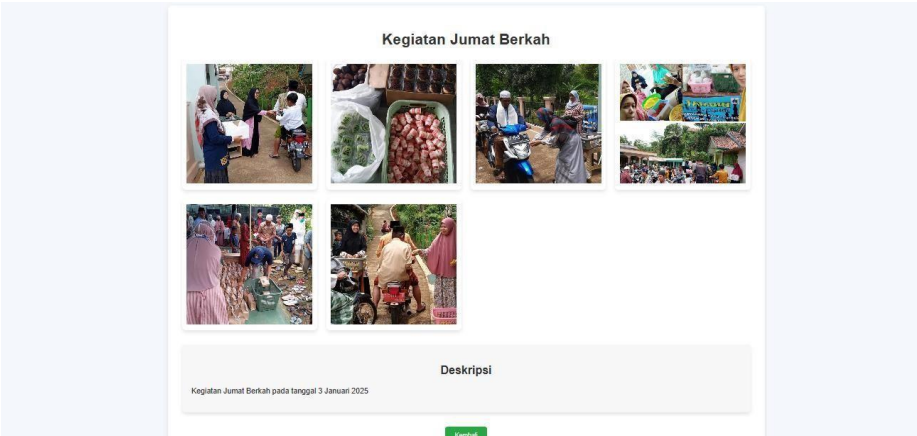 Kegiatan Jumat Berkah
Deskripsi
Kegiatan Jumat Berkah pada tanggal 3 Januari 2025
Kembali